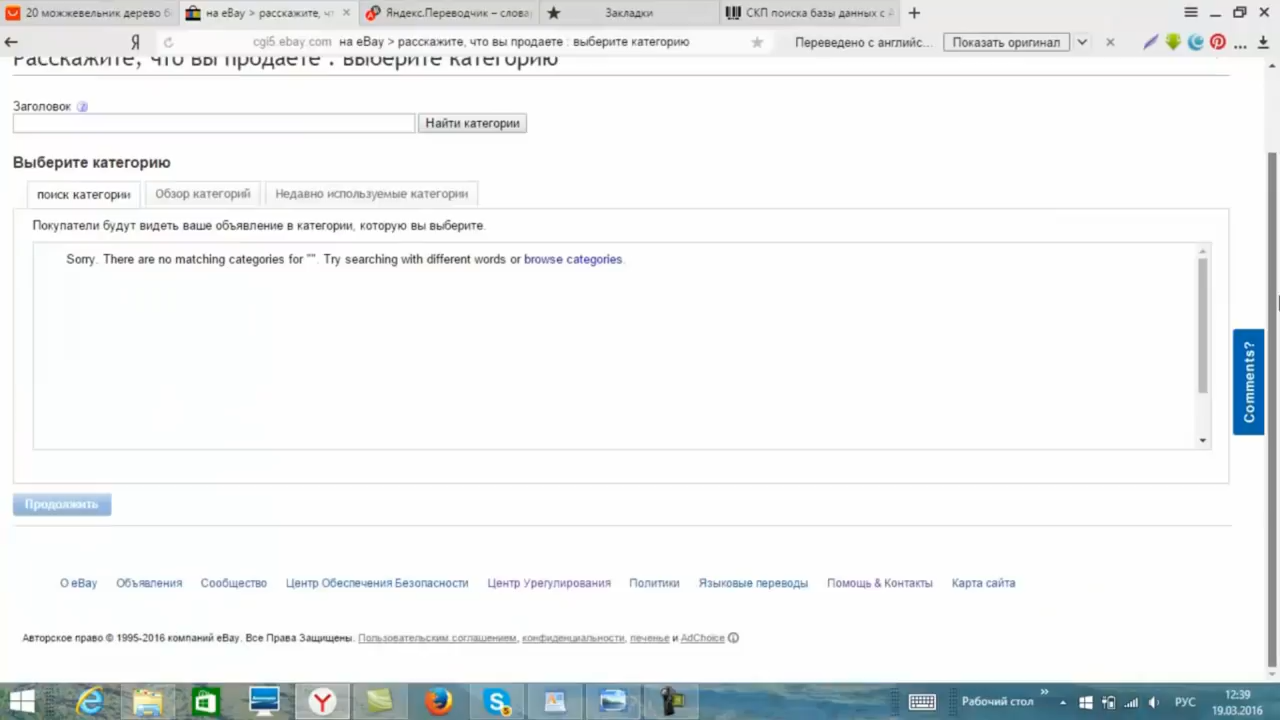 20 можжевельник дерево б
на eBay > расскажите, чт
Яндекс.Переводчик – слова
Закладки
СКП поиска базы данных с
Я
cgi5.ebay.com на eBay > расскажите, что вы продаете : выберите категорию
Переведено с английс...
Показать оригинал
Расскажите, что вы продаете : выберите категорию
Заголовок
Найти категории
Выберите категорию
поиск категории
Обзор категорий
Недавно используемые категории
Покупатели будут видеть ваше объявление в категории, которую вы выберите.
Sorry. There are no matching categories for "". Try searching with different words or browse categories.
Comments?
Продолжить
О eBay Объявления Сообщество Центр Обеспечения Безопасности Центр Урегулирования Политики Языковые переводы Помощь & Контакты Карта сайта
Авторское право © 1995-2016 компаний eBay. Все Права Защищены. Пользовательским соглашением, конфиденциальности, печенье и AdChoice
Рабочий стол
РУС
12:39
19.03.2016